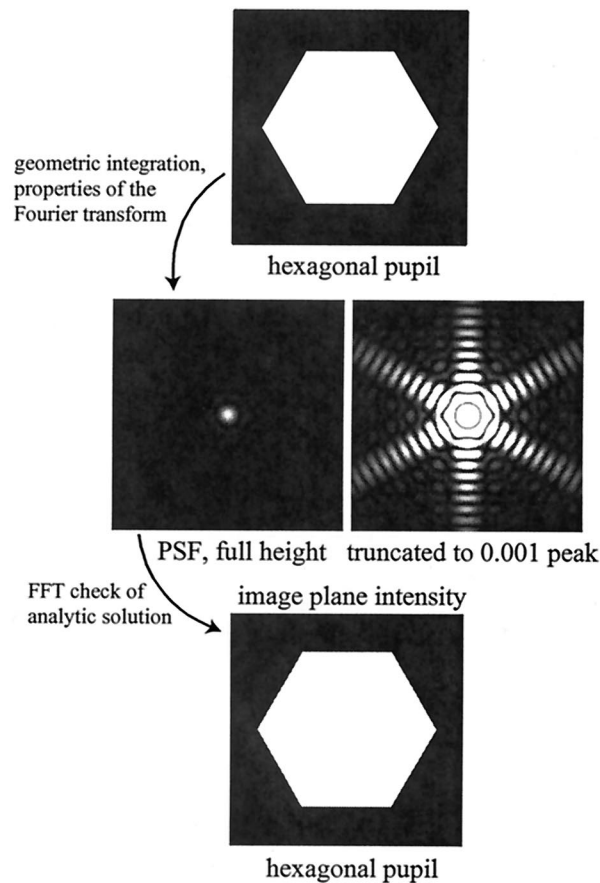 geometric integration,
properties of the
Fourier transform
hexagonal pupil
PSF, full height truncated to 0.001 peak
FFT check of
analytic solution
image plane intensity
hexagonal pupil